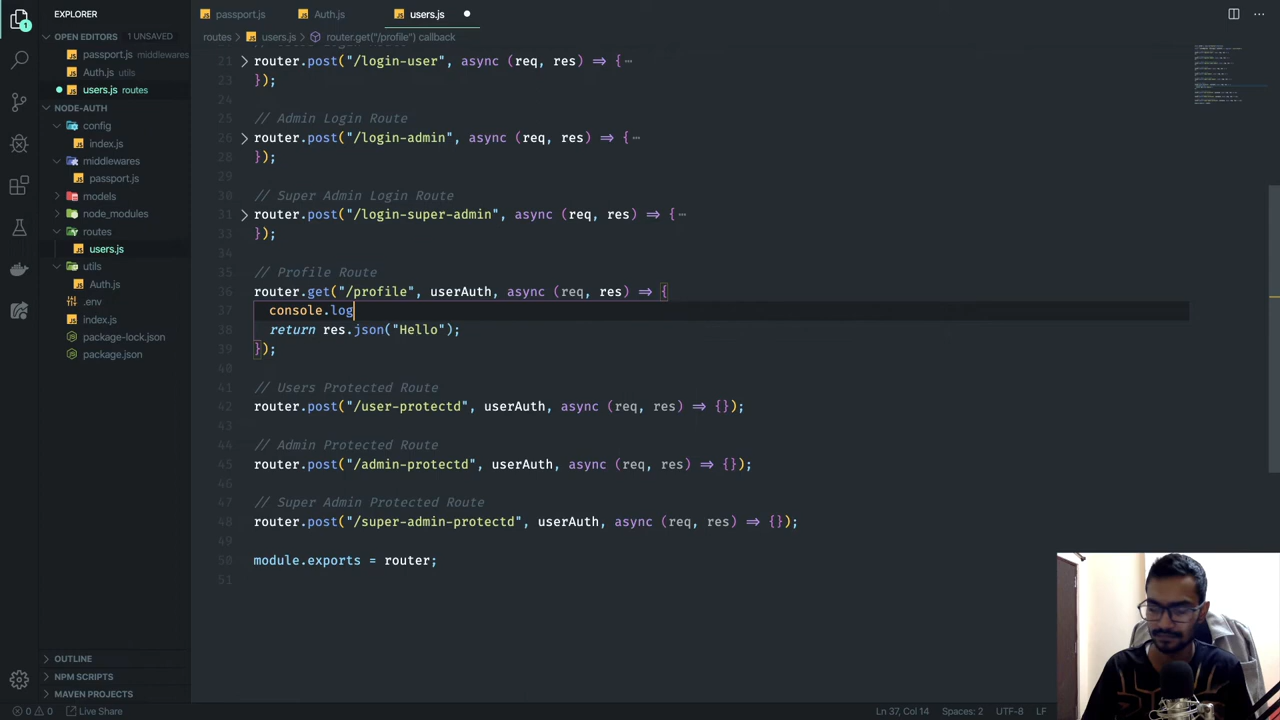 EXPLORER
passport.js
Auth.js
users.js
OPEN EDITORS 1 UNSAVED
passport.js middlewares
Auth.js utils
users.js routes
NODE-AUTH
config
index.js
middlewares
passport.js
models
node_modules
routes
users.js
utils
Auth.js
.env
index.js
package-lock.json
package.json
OUTLINE
NPM SCRIPTS
MAVEN PROJECTS
routes > users.js > router.get("/profile") callback
21 router.post("/login-user", async (req, res) => {…
23 });
24
25 // Admin Login Route
26 router.post("/login-admin", async (req, res) => {…
28 });
29
30 // Super Admin Login Route
31 router.post("/login-super-admin", async (req, res) => {…
33 });
34
35 // Profile Route
36 router.get("/profile", userAuth, async (req, res) => {
37 console.log
38 return res.json("Hello");
39 });
40
41 // Users Protected Route
42 router.post("/user-protectd", userAuth, async (req, res) => {});
43
44 // Admin Protected Route
45 router.post("/admin-protectd", userAuth, async (req, res) => {});
46
47 // Super Admin Protected Route
48 router.post("/super-admin-protectd", userAuth, async (req, res) => {});
49
50 module.exports = router;
51
0 0 Live Share
Ln 37, Col 14 Spaces: 2 UTF-8 LF